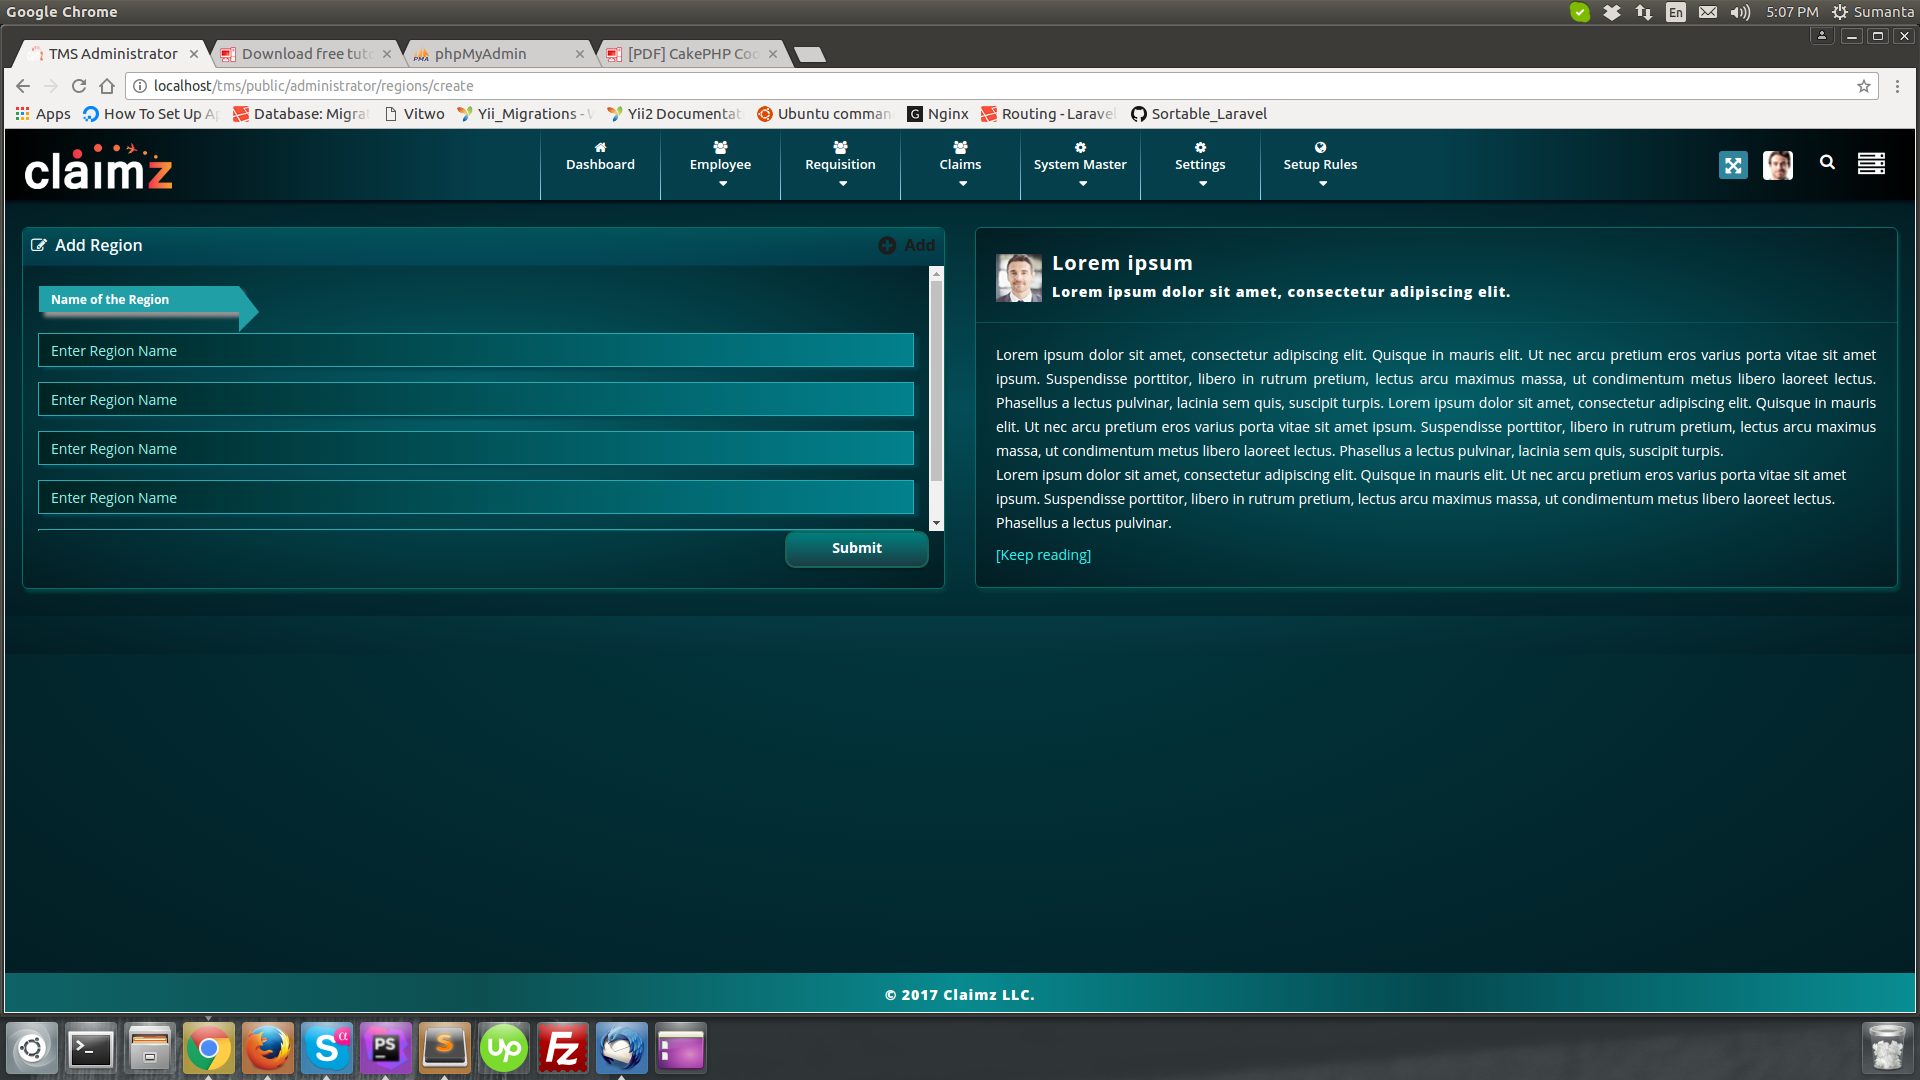 Google Chrome
En
5:07 PM
Sumanta
TMS Administrator
Download free tuto
phpMyAdmin
[PDF] CakePHP Coo
localhost/tms/public/administrator/regions/create
Apps
How To Set Up Ap
Database: Migrat
Vitwo
Yii_Migrations - W
Yii2 Documentat
Ubuntu comman
G Nginx
Routing - Laravel
Sortable_Laravel
claimz
Dashboard
Employee
Requisition
Claims
System Master
Settings
Setup Rules
Add Region
Add
Name of the Region
Enter Region Name
Enter Region Name
Enter Region Name
Enter Region Name
Submit
Lorem ipsum
Lorem ipsum dolor sit amet, consectetur adipiscing elit.
Lorem ipsum dolor sit amet, consectetur adipiscing elit. Quisque in mauris elit. Ut nec arcu pretium eros varius porta vitae sit amet
ipsum. Suspendisse porttitor, libero in rutrum pretium, lectus arcu maximus massa, ut condimentum metus libero laoreet lectus.
Phasellus a lectus pulvinar, lacinia sem quis, suscipit turpis. Lorem ipsum dolor sit amet, consectetur adipiscing elit. Quisque in mauris
elit. Ut nec arcu pretium eros varius porta vitae sit amet ipsum. Suspendisse porttitor, libero in rutrum pretium, lectus arcu maximus
massa, ut condimentum metus libero laoreet lectus. Phasellus a lectus pulvinar, lacinia sem quis, suscipit turpis.
Lorem ipsum dolor sit amet, consectetur adipiscing elit. Quisque in mauris elit. Ut nec arcu pretium eros varius porta vitae sit amet
ipsum. Suspendisse porttitor, libero in rutrum pretium, lectus arcu maximus massa, ut condimentum metus libero laoreet lectus.
Phasellus a lectus pulvinar.
[Keep reading]
© 2017 Claimz LLC.
>_
S α
PS
S
Up
Fz